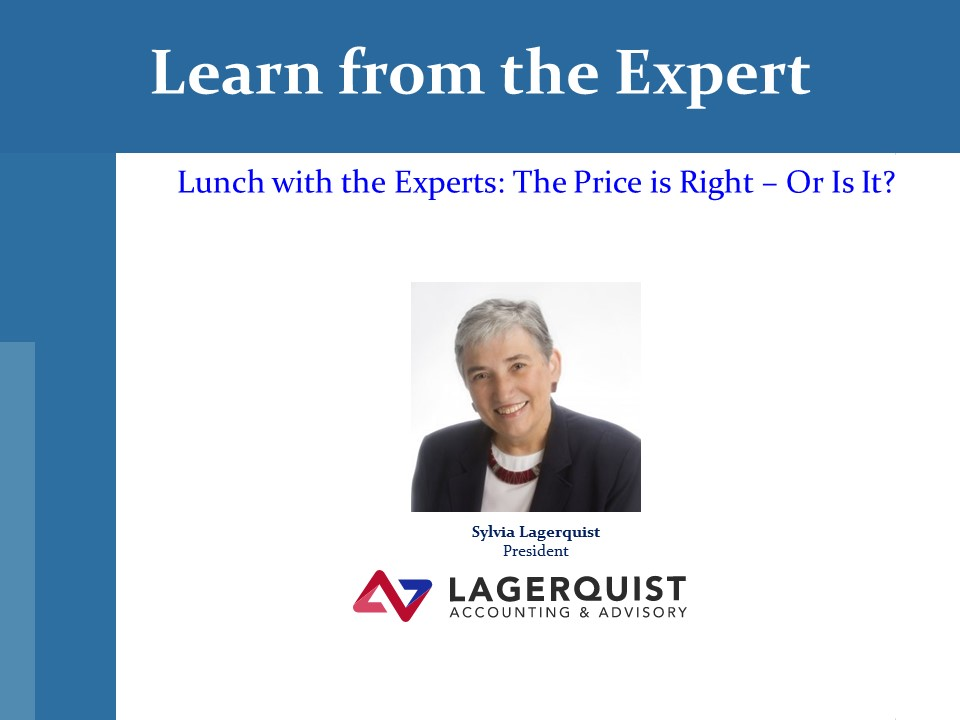 Learn from the Expert
Lunch with the Experts: The Price is Right – Or Is It?
Sylvia Lagerquist
President
LAGERQUIST
ACCOUNTING & ADVISORY